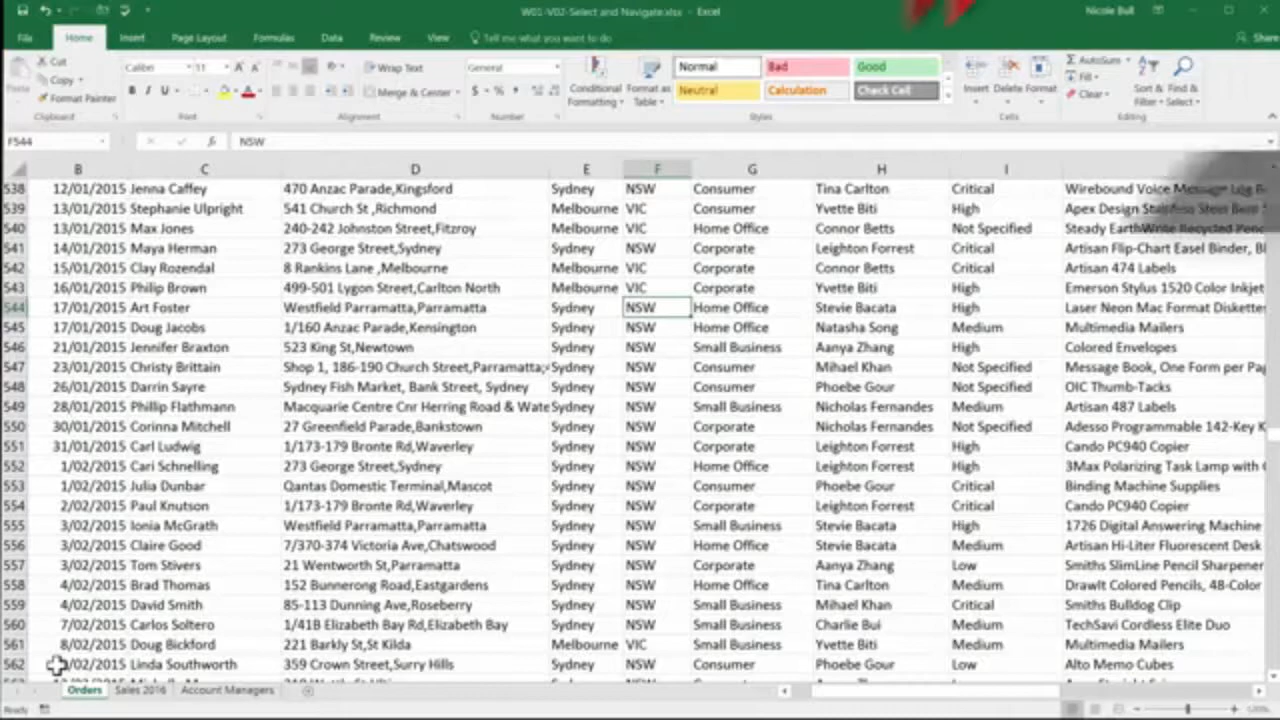 W01-V02-Select and Navigate.xlsx - Excel Nicole Bull
File Home Insert Page Layout Formulas Data Review View Tell me what you want to do Share
Cut Calibri 11 Wrap Text General Normal Bad Good AutoSum
Paste Copy Conditional Format as Insert Delete Format Fill Sort & Find &
Format Painter B I U Merge & Center $ % Formatting Table Neutral Calculation Check Cell Clear Filter Select
Clipboard Font Alignment Number Styles Cells Editing
F544 fx NSW
B C D E F G H I
538 12/01/2015 Jenna Caffey 470 Anzac Parade,Kingsford Sydney NSW Consumer Tina Carlton Critical Wirebound Voice Message Log
539 13/01/2015 Stephanie Ulpright 541 Church St ,Richmond Melbourne VIC Consumer Yvette Biti High Apex Design Stainless Steel
540 13/01/2015 Max Jones 240-242 Johnston Street,Fitzroy Melbourne VIC Home Office Connor Betts Not Specified Steady EarthWrite Recycled
541 14/01/2015 Maya Herman 273 George Street,Sydney Sydney NSW Corporate Leighton Forrest Critical Artisan Flip-Chart Easel Binder,
542 15/01/2015 Clay Rozendal 8 Rankins Lane ,Melbourne Melbourne VIC Corporate Connor Betts Critical Artisan 474 Labels
543 16/01/2015 Philip Brown 499-501 Lygon Street,Carlton North Melbourne VIC Corporate Yvette Biti High Emerson Stylus 1520 Color Inkjet
544 17/01/2015 Art Foster Westfield Parramatta,Parramatta Sydney NSW Home Office Stevie Bacata High Laser Neon Mac Format Diskettes
545 17/01/2015 Doug Jacobs 1/160 Anzac Parade,Kensington Sydney NSW Home Office Natasha Song Medium Multimedia Mailers
546 21/01/2015 Jennifer Braxton 523 King St,Newtown Sydney NSW Small Business Aanya Zhang High Colored Envelopes
547 23/01/2015 Christy Brittain Shop 1, 186-190 Church Street,Parramatta; Sydney NSW Consumer Mihael Khan Not Specified Message Book, One Form per Pag
548 26/01/2015 Darrin Sayre Sydney Fish Market, Bank Street, Sydney Sydney NSW Consumer Phoebe Gour Not Specified OIC Thumb-Tacks
549 28/01/2015 Phillip Flathmann Macquarie Centre Cnr Herring Road & Wate Sydney NSW Small Business Nicholas Fernandes Medium Artisan 487 Labels
550 30/01/2015 Corinna Mitchell 27 Greenfield Parade,Bankstown Sydney NSW Small Business Nicholas Fernandes Not Specified Adesso Programmable 142-Key K
551 31/01/2015 Carl Ludwig 1/173-179 Bronte Rd,Waverley Sydney NSW Corporate Leighton Forrest High Cando PC940 Copier
552 1/02/2015 Cari Schnelling 273 George Street,Sydney Sydney NSW Home Office Leighton Forrest High 3Max Polarizing Task Lamp with
553 1/02/2015 Julia Dunbar Qantas Domestic Terminal,Mascot Sydney NSW Consumer Phoebe Gour Critical Binding Machine Supplies
554 2/02/2015 Paul Knutson 1/173-179 Bronte Rd,Waverley Sydney NSW Corporate Leighton Forrest Critical Cando PC940 Copier
555 3/02/2015 Ionia McGrath Westfield Parramatta,Parramatta Sydney NSW Small Business Stevie Bacata High 1726 Digital Answering Machine
556 3/02/2015 Claire Good 7/370-374 Victoria Ave,Chatswood Sydney NSW Home Office Stevie Bacata Medium Artisan Hi-Liter Fluorescent Desk
557 3/02/2015 Tom Stivers 21 Wentworth St,Parramatta Sydney NSW Corporate Aanya Zhang Low Smiths SlimLine Pencil Sharpener
558 4/02/2015 Brad Thomas 152 Bunnerong Road,Eastgardens Sydney NSW Home Office Tina Carlton Medium DrawIt Colored Pencils, 48-Color
559 4/02/2015 David Smith 85-113 Dunning Ave,Roseberry Sydney NSW Small Business Mihael Khan Critical Smiths Bulldog Clip
560 7/02/2015 Carlos Soltero 1/41B Elizabeth Bay Rd,Elizabeth Bay Sydney NSW Small Business Charlie Bui Medium TechSavi Cordless Elite Duo
561 8/02/2015 Doug Bickford 221 Barkly St,St Kilda Melbourne VIC Small Business Yvette Biti Medium Multimedia Mailers
562 /02/2015 Linda Southworth 359 Crown Street,Surry Hills Sydney NSW Consumer Phoebe Gour Low Alto Memo Cubes
Orders Sales 2016 Account Managers
Ready